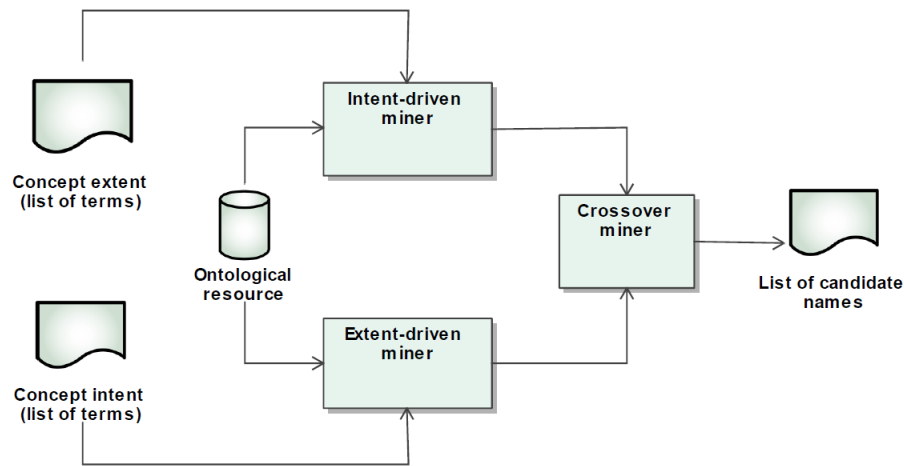 Intent-driven
miner
Concept extent
(list of terms)
Crossover
miner
Ontological
resource
List of candidate
names
Extent-driven
miner
Concept intent
(list of terms)